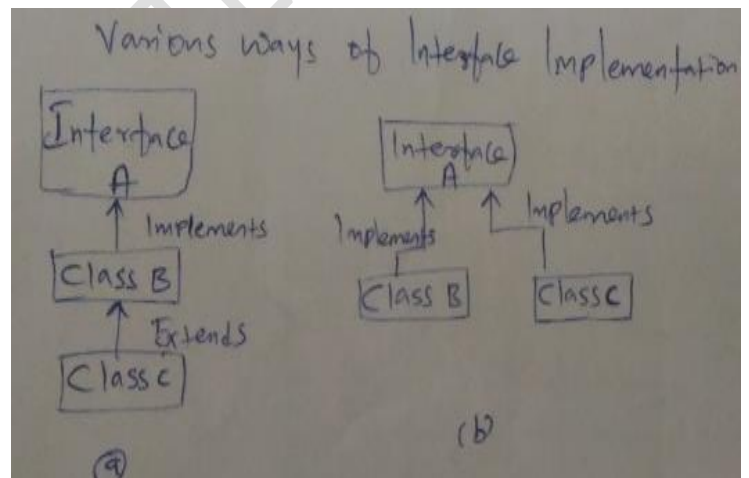 Various ways of Interface Implementation
Interface
A
Implements
Class B
Extends
Class C
(a)
Interface
A
Implements
Implements
Class B
Class C
(b)